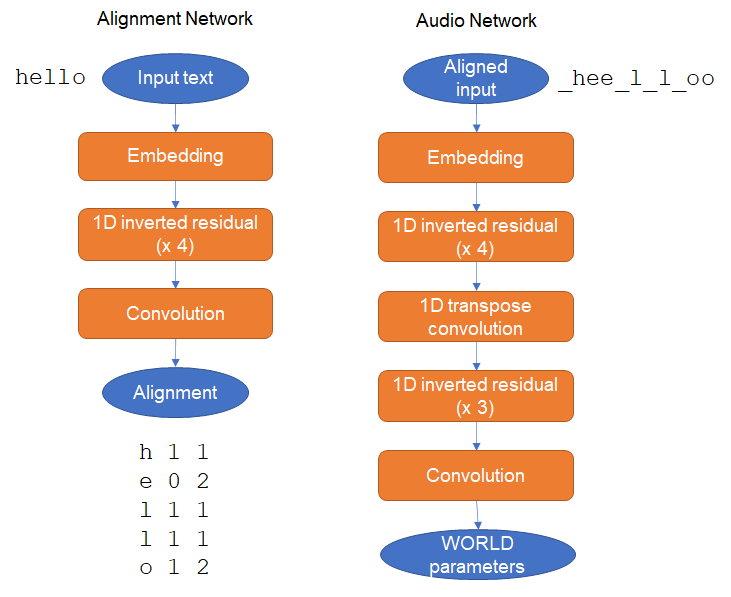 Alignment Network
hello
Input text
Embedding
1D inverted residual
(x 4)
Convolution
Alignment
h 1 1
e 0 2
l 1 1
l 1 1
o 1 2
Audio Network
Aligned
input
_hee_l_l_oo
Embedding
1D inverted residual
(x 4)
1D transpose
convolution
1D inverted residual
(x 3)
Convolution
WORLD
parameters